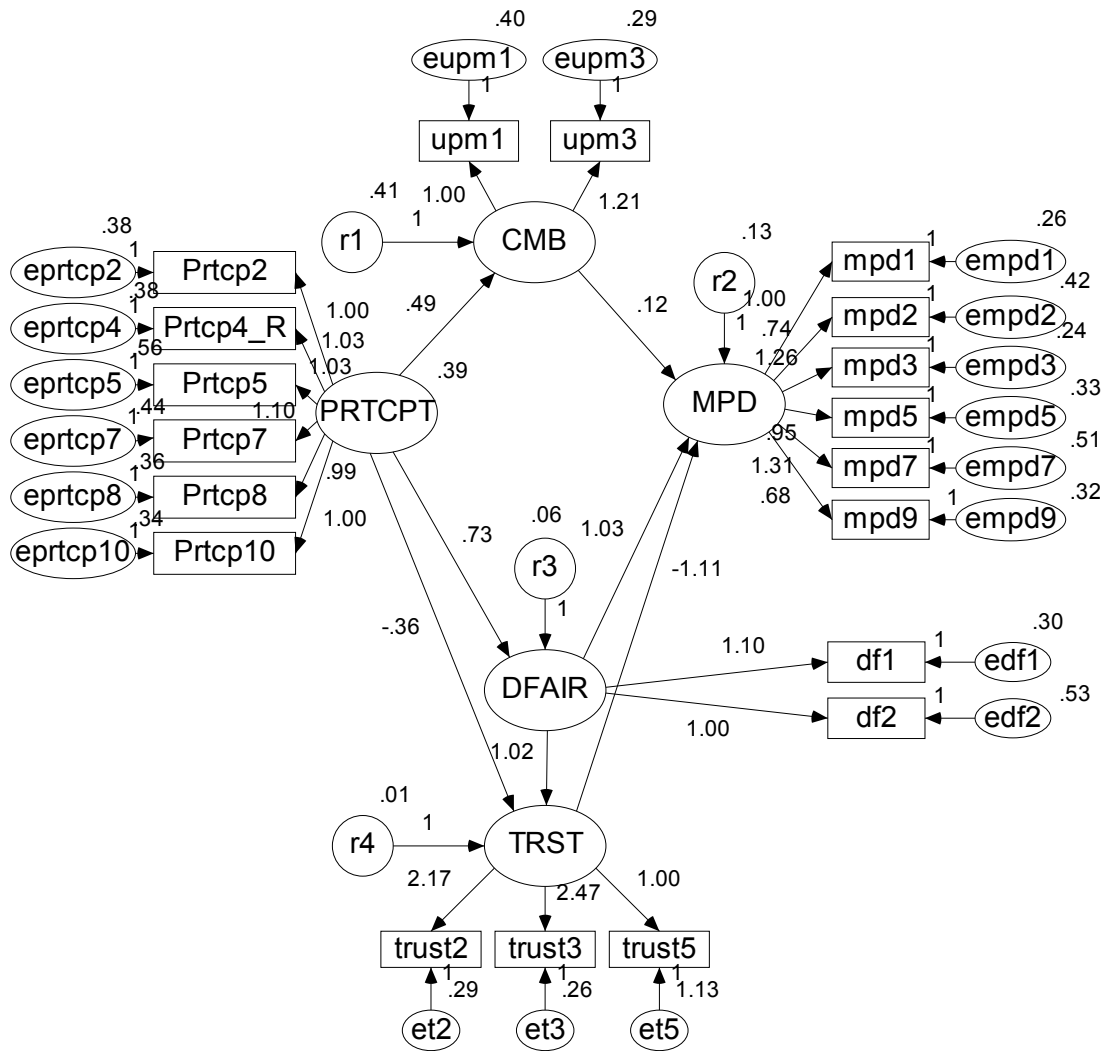 .40
.29
eupm1
eupm3
1
1
upm1
upm3
.41
1.00
1.21
r1
1
CMB
.38
eprtcp2
1
Prtcp2
.38
eprtcp4
1
Prtcp4_R
.56
eprtcp5
1
Prtcp5
.44
eprtcp7
1
Prtcp7
.36
eprtcp8
1
Prtcp8
.34
eprtcp10
1
Prtcp10
1.00
1.03
1.03
1.10
.99
1.00
.49
.39
PRTCPT
.12
.13
r2
1
MPD
1.00
.74
1.26
.95
1.31
.68
.26
mpd1
1
empd1
.42
mpd2
1
empd2
.24
mpd3
1
empd3
.33
mpd5
1
empd5
.51
mpd7
1
empd7
.32
mpd9
1
empd9
.73
-.36
.06
r3
1
1.03
-1.11
DFAIR
1.10
1.00
.30
df1
1
edf1
.53
df2
1
edf2
1.02
.01
r4
1
TRST
2.17
2.47
1.00
trust2
trust3
trust5
1
1
1
.29
.26
1.13
et2
et3
et5